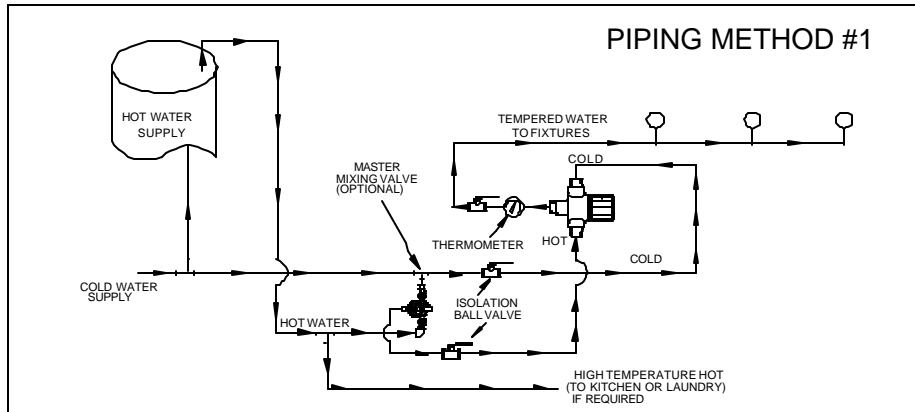 PIPING METHOD #1
HOT WATER
SUPPLY
TEMPERED WATER
TO FIXTURES
COLD
MASTER
MIXING VALVE
(OPTIONAL)
THERMOMETER
HOT
COLD
COLD WATER
SUPPLY
ISOLATION
BALL VALVE
HOT WATER
HIGH TEMPERATURE HOT
(TO KITCHEN OR LAUNDRY)
IF REQUIRED